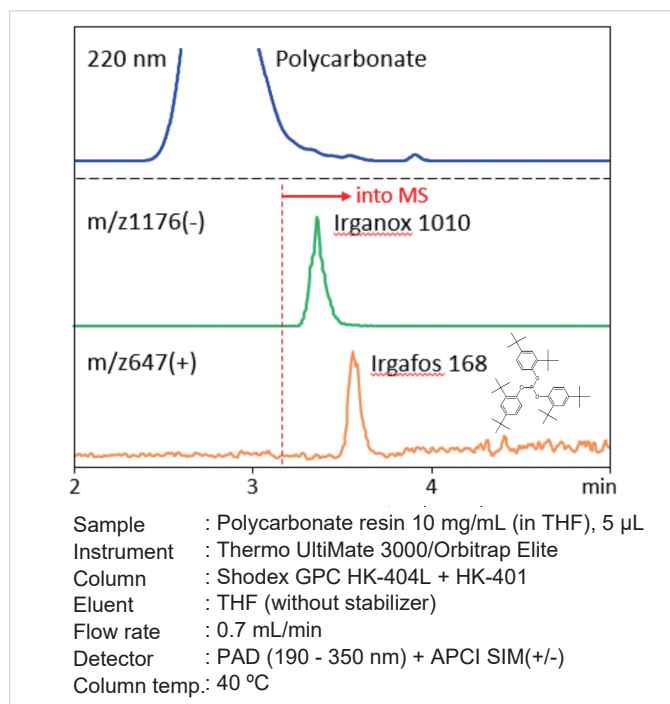 220 nm Polycarbonate
into MS
m/z1176(-) Irganox 1010
m/z647(+) Irgafos 168
2 3 4 min
Sample : Polycarbonate resin 10 mg/mL (in THF), 5 µL
Instrument : Thermo UltiMate 3000/Orbitrap Elite
Column : Shodex GPC HK-404L + HK-401
Eluent : THF (without stabilizer)
Flow rate : 0.7 mL/min
Detector : PAD (190 - 350 nm) + APCI SIM(+/-)
Column temp. : 40 ºC